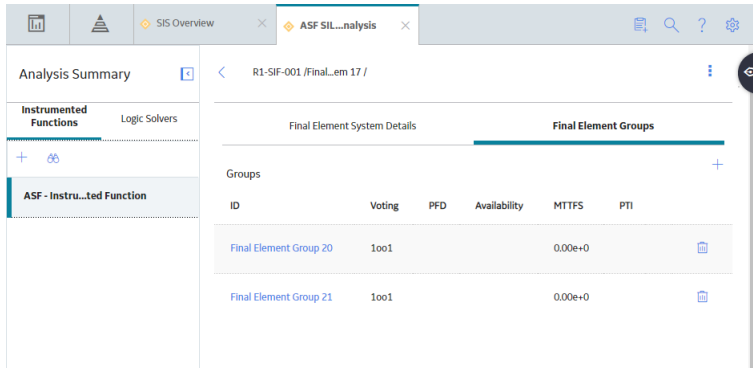 SIS Overview
ASF SIL...nalysis
?
Analysis Summary
R1-SIF-001 /Final...em 17 /
Instrumented
Functions
Logic Solvers
Final Element System Details
Final Element Groups
Groups
ASF - Instru...ted Function
ID Voting PFD Availability MTTFS PTI
Final Element Group 20 1oo1 0.00e+0
Final Element Group 21 1oo1 0.00e+0